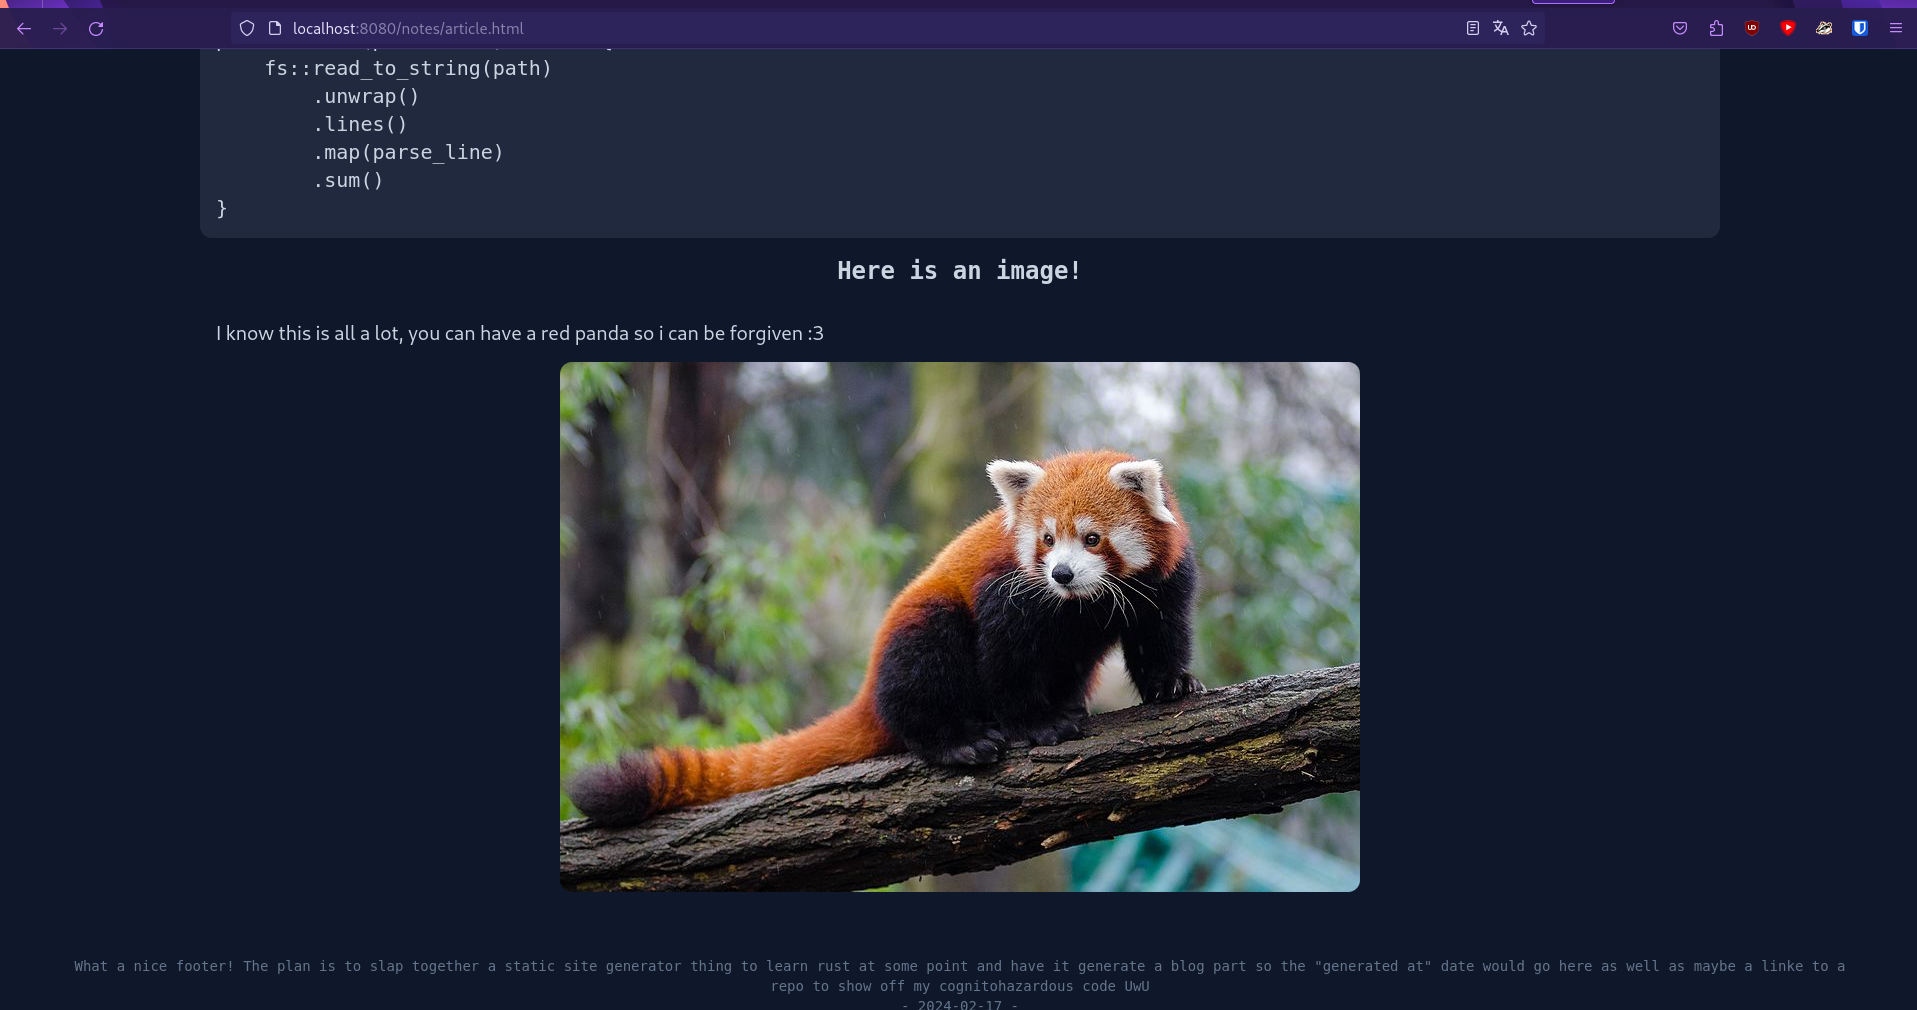 localhost:8080/notes/article.html
fs::read_to_string(path)
.unwrap()
.lines()
.map(parse_line)
.sum()
}
Here is an image!
I know this is all a lot, you can have a red panda so i can be forgiven :3
What a nice footer! The plan is to slap together a static site generator thing to learn rust at some point and have it generate a blog part so the "generated at" date would go here as well as maybe a linke to a
repo to show off my cognitohazardous code UwU
- 2024-02-17 -